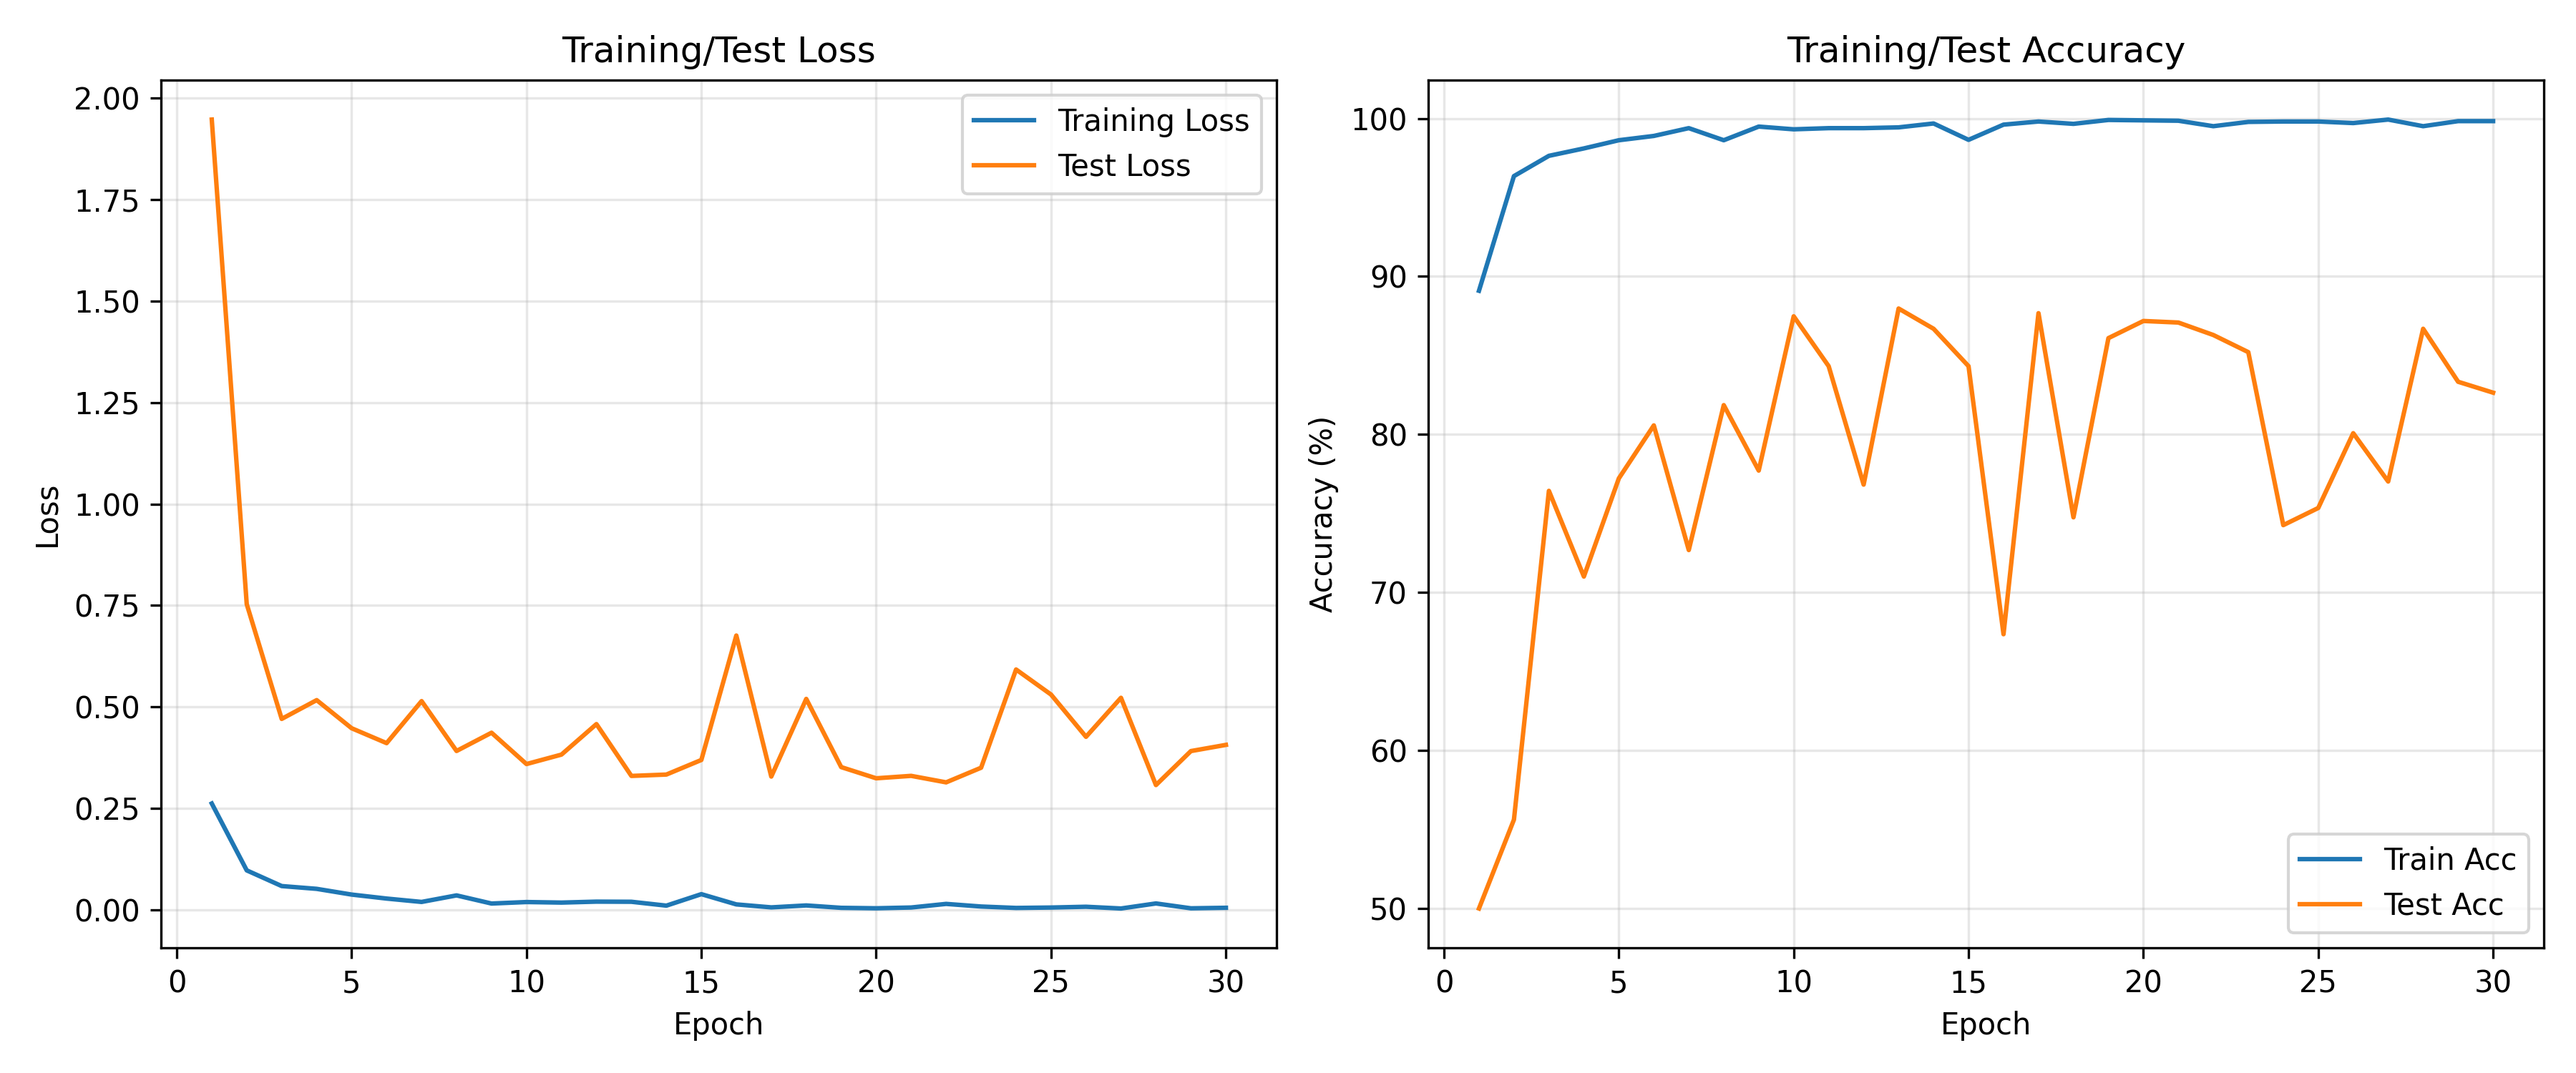 Training/Test Loss
2.00
1.75
1.50
1.25
1.00
0.75
0.50
0.25
0.00
Loss
0 5 10 15 20 25 30
Epoch
Training Loss
Test Loss
Training/Test Accuracy
100
90
80
70
60
50
Accuracy (%)
0 5 10 15 20 25 30
Epoch
Train Acc
Test Acc